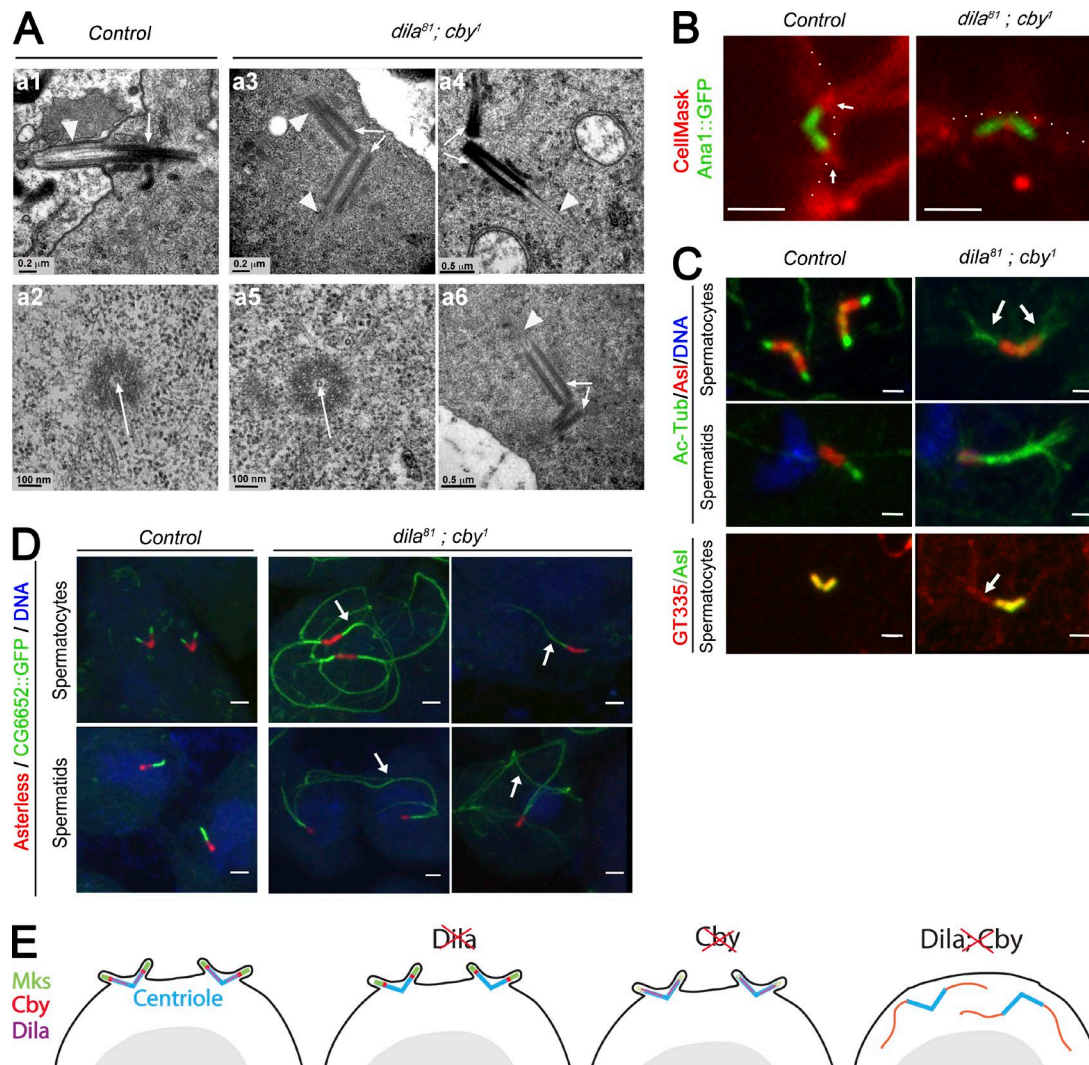 A
Control
dila81; cby1
a1
0.2 μm
a3
0.2 μm
a4
0.5 μm
a2
100 nm
a5
100 nm
a6
0.5 μm
B
Control
dila81; cby1
CellMask
Ana1::GFP
C
Control
dila81 ; cby1
Ac-Tub/Asl/DNA
Spermatocytes
Spermatids
GT335/Asl
Spermatocytes
D
Control
dila81 ; cby1
Asterless / CG6652::GFP / DNA
Spermatocytes
Spermatids
E
Mks
Cby
Dila
Centriole
Dila
Cby
Dila; Cby